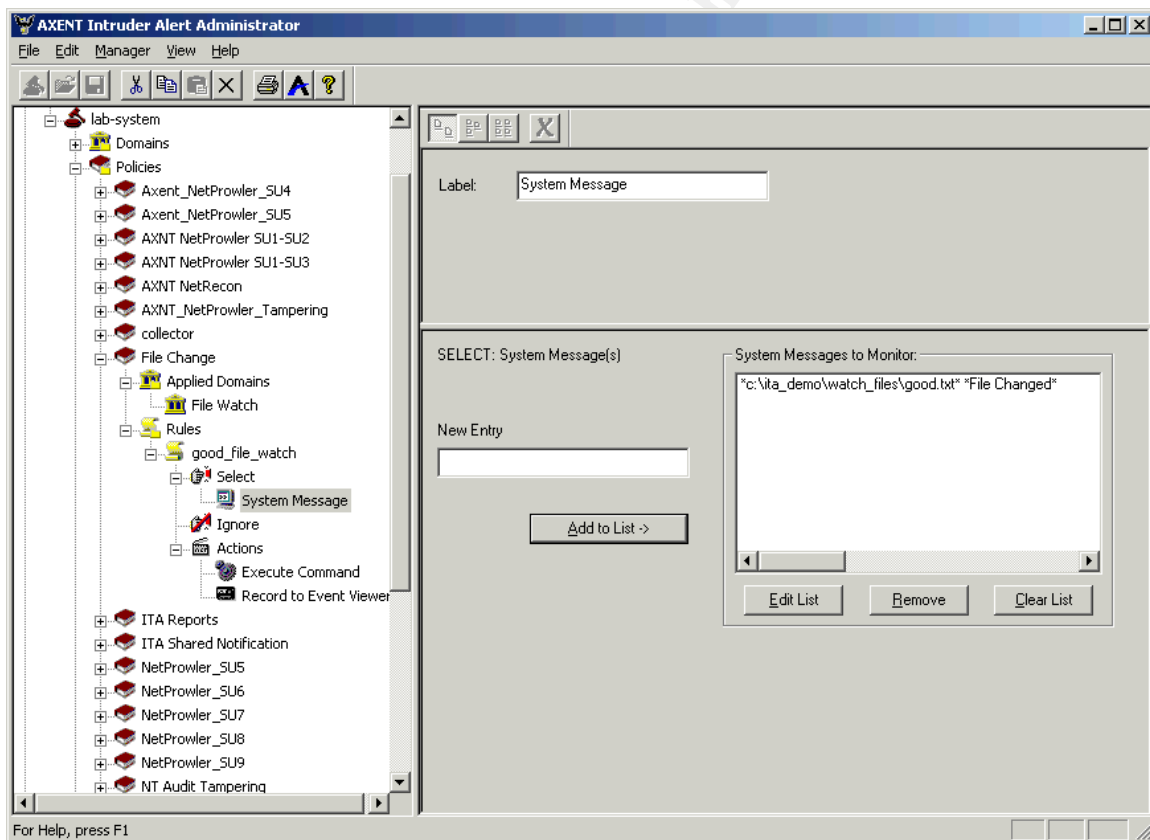 AXENT Intruder Alert Administrator
File Edit Manager View Help
lab-system
Domains
Policies
Axent_NetProwler_SU4
Axent_NetProwler_SU5
AXNT NetProwler SU1-SU2
AXNT NetProwler SU1-SU3
AXNT NetRecon
AXNT_NetProwler_Tampering
collector
File Change
Applied Domains
File Watch
Rules
good_file_watch
Select
System Message
Ignore
Actions
Execute Command
Record to Event Viewer
ITA Reports
ITA Shared Notification
NetProwler_SU5
NetProwler_SU6
NetProwler_SU7
NetProwler_SU8
NetProwler_SU9
NT Audit Tampering
Label: System Message
SELECT: System Message(s)
New Entry
Add to List ->
System Messages to Monitor:
*c:\ita_demo\watch_files\good.txt* *File Changed*
Edit List Remove Clear List
For Help, press F1